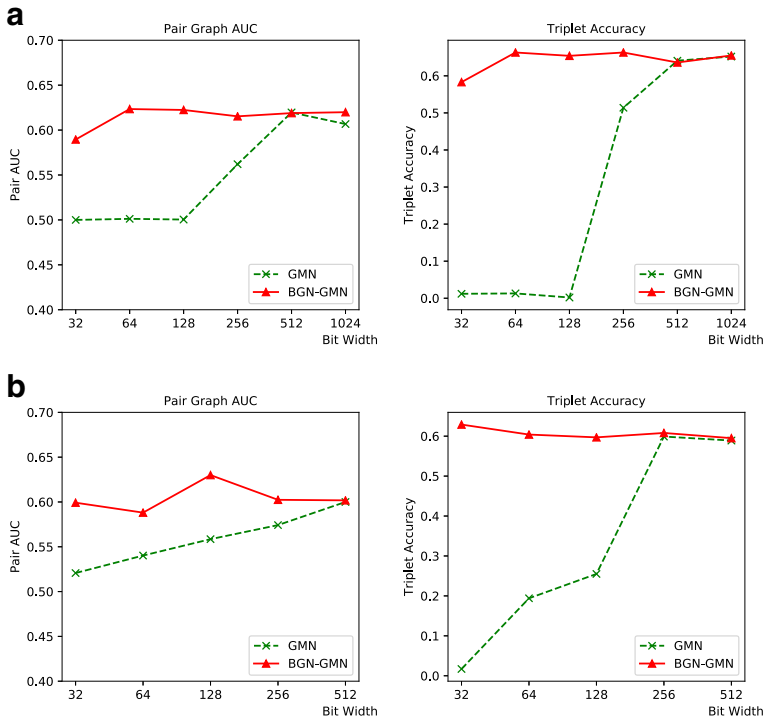 a
Pair Graph AUC
0.70
0.65
0.60
0.55
0.50
0.45
0.40
Pair AUC
GMN
BGN-GMN
32 64 128 256 512 1024
Bit Width
Triplet Accuracy
0.6
0.5
0.4
0.3
0.2
0.1
0.0
Triplet Accuracy
GMN
BGN-GMN
32 64 128 256 512 1024
Bit Width
b
Pair Graph AUC
0.70
0.65
0.60
0.55
0.50
0.45
0.40
Pair AUC
GMN
BGN-GMN
32 64 128 256 512
Bit Width
Triplet Accuracy
0.6
0.5
0.4
0.3
0.2
0.1
0.0
Triplet Accuracy
GMN
BGN-GMN
32 64 128 256 512
Bit Width